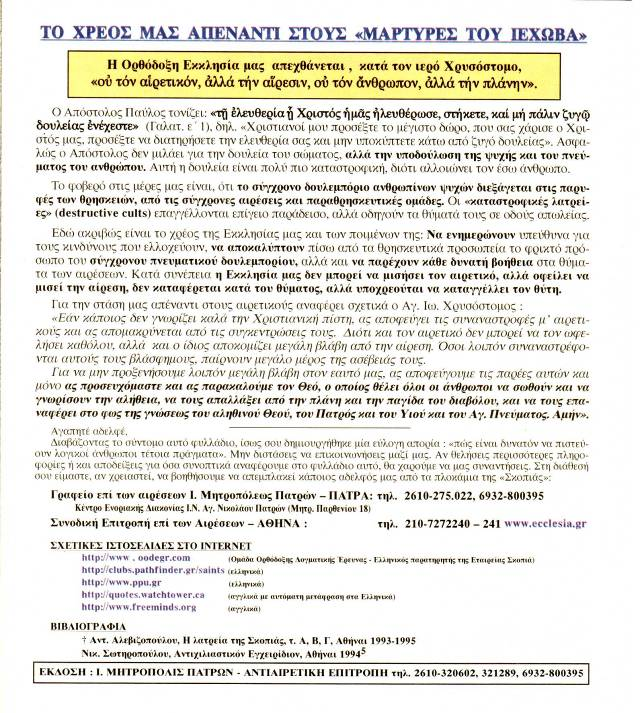 ΤΟ ΧΡΕΟΣ ΜΑΣ ΑΠΕΝΑΝΤΙ ΣΤΟΥΣ «ΜΑΡΤΥΡΕΣ ΤΟΥ ΙΕΧΩΒΑ»
Η Ορθόδοξη Εκκλησία μας απεχθάνεται , κατά τον ιερό Χρυσόστομο,
«οὐ τόν αἱρετικόν, ἀλλά τήν αἵρεσιν, οὐ τόν ἄνθρωπον, ἀλλά τήν πλάνην».
Ο Απόστολος Παύλος τονίζει: «τῇ ἐλευθερίᾳ ᾗ Χριστός ἡμᾶς ἠλευθέρωσε, στήκετε, καί μή πάλιν ζυγῷ
δουλείας ἐνέχεστε» (Γαλατ. ε΄ 1), δηλ. «Χριστιανοί μου προσέξτε το μέγιστο δώρο, που σας χάρισε ο Χρι-
στός μας, προσέξτε να διατηρήσετε την ελευθερία σας και μην υποκύπτετε κάτω από ζυγό δουλείας». Ασφα-
λώς ο Απόστολος δεν μιλάει για την δουλεία του σώματος, αλλά την υποδούλωση της ψυχής και του πνεύ-
ματος του ανθρώπου. Αυτή η δουλεία είναι πολύ πιο καταστροφική, διότι αλλοιώνει τον έσω άνθρωπο.
Το φοβερό στις μέρες μας είναι, ότι το σύγχρονο δουλεμπόριο ανθρωπίνων ψυχών διεξάγεται στις παρυ-
φές των θρησκειών, από τις σύγχρονες αιρέσεις και παραθρησκευτικές ομάδες. Οι «καταστροφικές λατρεί-
ες» (destructive cults) επαγγέλλονται επίγειο παράδεισο, αλλά οδηγούν τα θύματά τους σε οδούς απωλείας.
Εδώ ακριβώς είναι το χρέος της Εκκλησίας μας και των ποιμένων της: Να ενημερώνουν υπεύθυνα για
τους κινδύνους που ελλοχεύουν, να αποκαλύπτουν πίσω από τα θρησκευτικά προσωπεία το φρικτό πρό-
σωπο του σύγχρονου πνευματικού δουλεμπορίου, αλλά και να παρέχουν κάθε δυνατή βοήθεια στα θύμα-
τα των αιρέσεων. Κατά συνέπεια η Εκκλησία μας δεν μπορεί να μισήσει τον αιρετικό, αλλά οφείλει να
μισεί την αίρεση, δεν καταφέρεται κατά του θύματος, αλλά υποχρεούται να καταγγέλλει τον θύτη.
Για την στάση μας απέναντι στους αιρετικούς αναφέρει σχετικά ο Αγ. Ιω. Χρυσόστομος :
«Εάν κάποιος δεν γνωρίζει καλά την Χριστιανική πίστη, ας αποφεύγει τις συναναστροφές μ' αιρετι-
κούς και ας απομακρύνεται από τις συγκεντρώσεις τους. Διότι και τον αιρετικό δεν μπορεί να τον ωφε-
λήσει καθόλου, αλλά και ο ίδιος αποκομίζει μεγάλη βλάβη από την αίρεση. Όσοι λοιπόν συναναστρέφο-
νται αυτούς τους βλάσφημους, παίρνουν μεγάλο μέρος της ασέβειάς τους.
Για να μην προξενήσουμε λοιπόν μεγάλη βλάβη στον εαυτό μας, ας αποφεύγουμε τις παρέες αυτών και
μόνο ας προσευχόμαστε και ας παρακαλούμε τον Θεό, ο οποίος θέλει όλοι οι άνθρωποι να σωθούν και να
γνωρίσουν την αλήθεια, να τους απαλλάξει από την πλάνη και την παγίδα του διαβόλου, και να τους επα-
ναφέρει στο φως της γνώσεως του αληθινού Θεού, του Πατρός και του Υιού και του Αγ. Πνεύματος. Αμήν».
Αγαπητέ αδελφέ,
Διαβάζοντας το σύντομο αυτό φυλλάδιο, ίσως σου δημιουργήθηκε μία εύλογη απορία : «πώς είναι δυνατόν να πιστεύ-
ουν λογικοί άνθρωποι τέτοια πράγματα». Μην διστάσεις να επικοινωνήσεις μαζί μας. Αν θελήσεις περισσότερες πληρο-
φορίες ή και αποδείξεις για όσα συνοπτικά αναφέρουμε στο φυλλάδιο αυτό, θα χαρούμε να μας συναντήσεις. Στη διάθεσή
σου είμαστε, αν χρειαστεί, να βοηθήσουμε να απεμπλακεί κάποιος αδελφός μας από τα πλοκάμια της «Σκοπιάς»:
Γραφείο επί των αιρέσεων Ι. Μητροπόλεως Πατρών – ΠΑΤΡΑ: τηλ. 2610-275.022, 6932-800395
Κέντρο Ενοριακής Διακονίας Ι.Ν. Αγ. Νικολάου Πατρών (Μητρ. Παρθενίου 18)
Συνοδική Επιτροπή επί των Αιρέσεων – ΑΘΗΝΑ : τηλ. 210-7272240 – 241 www.ecclesia.gr
ΣΧΕΤΙΚΕΣ ΙΣΤΟΣΕΛΙΔΕΣ ΣΤΟ INTERNET
http://www . oodegr.com (Ομάδα Ορθόδοξης Δογματικής Έρευνας - Ελληνικός παρατηρητής της Εταιρείας Σκοπιά)
http://clubs.pathfinder.gr/saints (ελληνικά)
http://www.ppu.gr (ελληνικά)
http://quotes.watchtower.ca (αγγλικά με αυτόματη μετάφραση στα Ελληνικά)
http://www.freeminds.org (αγγλικά)
ΒΙΒΛΙΟΓΡΑΦΙΑ
† Αντ. Αλεβιζοπούλου, Η λατρεία της Σκοπιάς, τ. Α, Β, Γ, Αθήναι 1993-1995
Νικ. Σωτηροπούλου, Αντιχιλιαστικόν Εγχειρίδιον, Αθήναι 1994⁵
ΕΚΔΟΣΗ : Ι. ΜΗΤΡΟΠΟΛΙΣ ΠΑΤΡΩΝ - ΑΝΤΙΑΙΡΕΤΙΚΗ ΕΠΙΤΡΟΠΗ τηλ. 2610-320602, 321289, 6932-800395